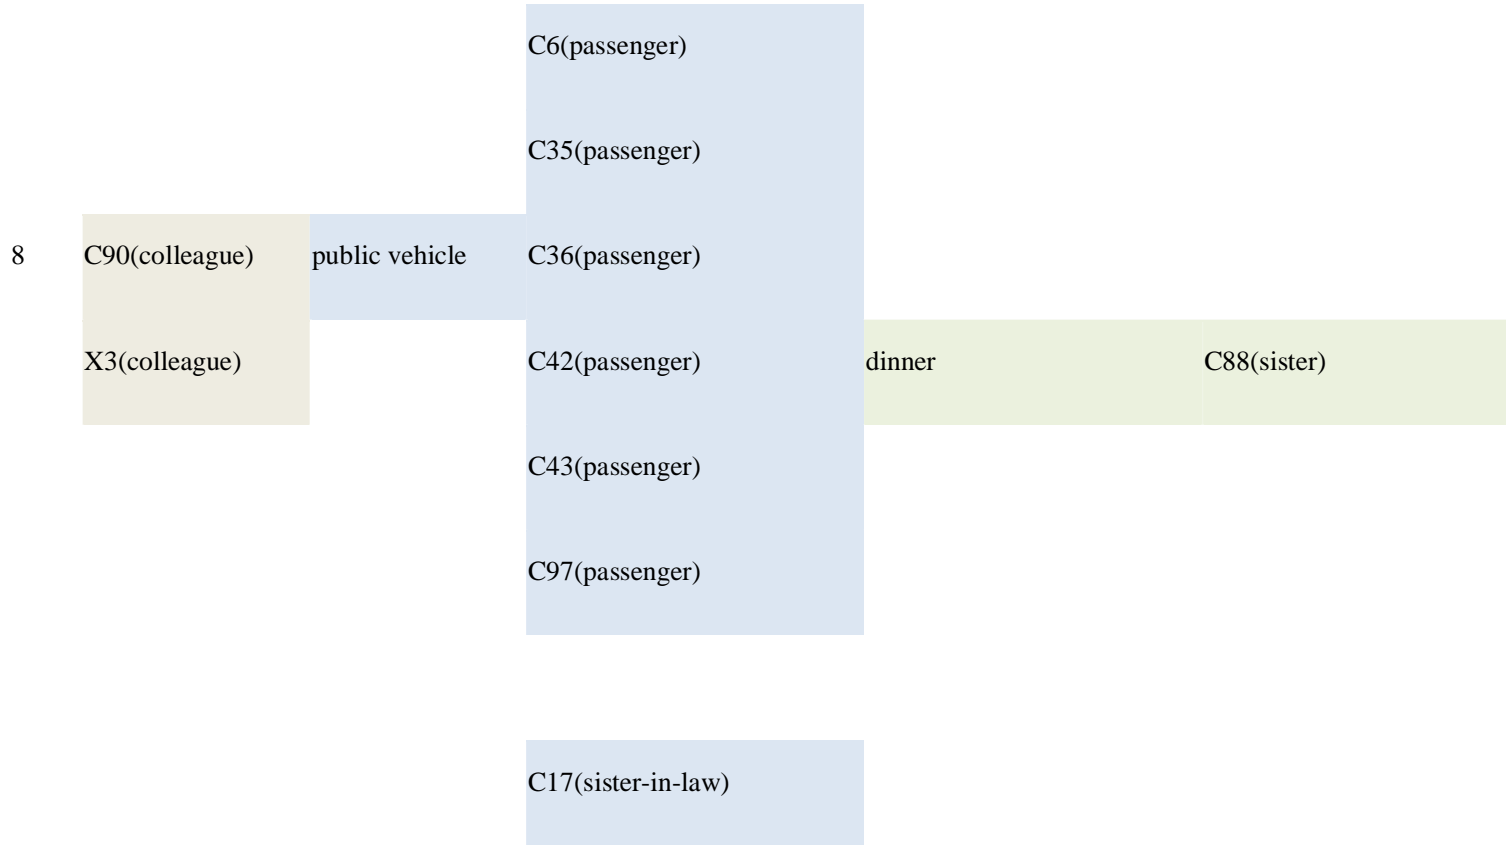 C6(passenger)
C35(passenger)
8 C90(colleague) public vehicle C36(passenger)
X3(colleague) C42(passenger) dinner C88(sister)
C43(passenger)
C97(passenger)
C17(sister-in-law)